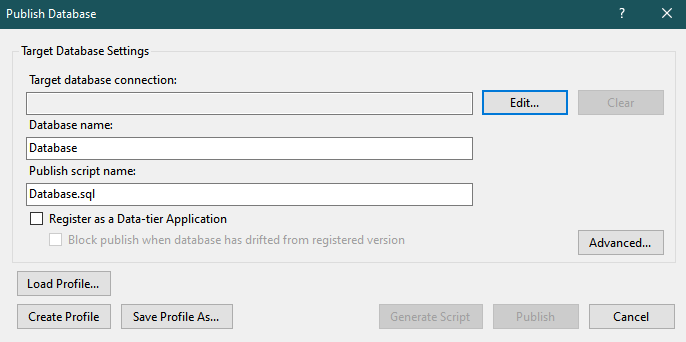 Publish Database
?
Target Database Settings
Target database connection:
Edit...
Clear
Database name:
Database
Publish script name:
Database.sql
Register as a Data-tier Application
Block publish when database has drifted from registered version
Advanced...
Load Profile...
Create Profile
Save Profile As...
Generate Script
Publish
Cancel